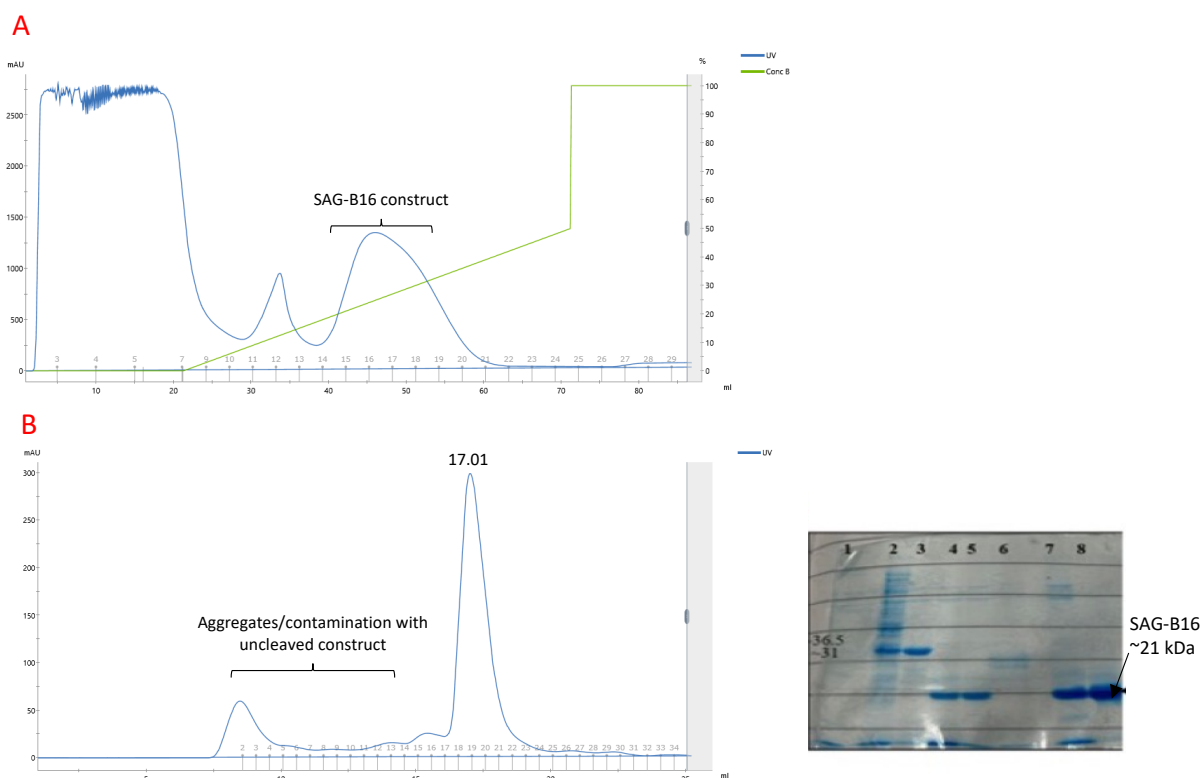 A
mAU
%
UV
Conc B
2500
2000
1500
1000
500
0
100
90
80
70
60
50
40
30
20
10
0
SAG-B16 construct
3 4 5 7 9 10 11 12 13 14 15 16 17 18 19 20 21 22 23 24 25 26 27 28 29
10 20 30 40 50 60 70 80
ml
B
mAU
UV
17.01
300
250
200
150
100
50
0
Aggregates/contamination with
uncleaved construct
2 3 4 5 6 7 8 9 10 11 12 13 14 15 16 17 18 19 20 21 22 23 24 25 26 27 28 29 30 31 32 33 34
ml
1 2 3 4 5 6 7 8
36.5
~31
SAG-B16
~21 kDa